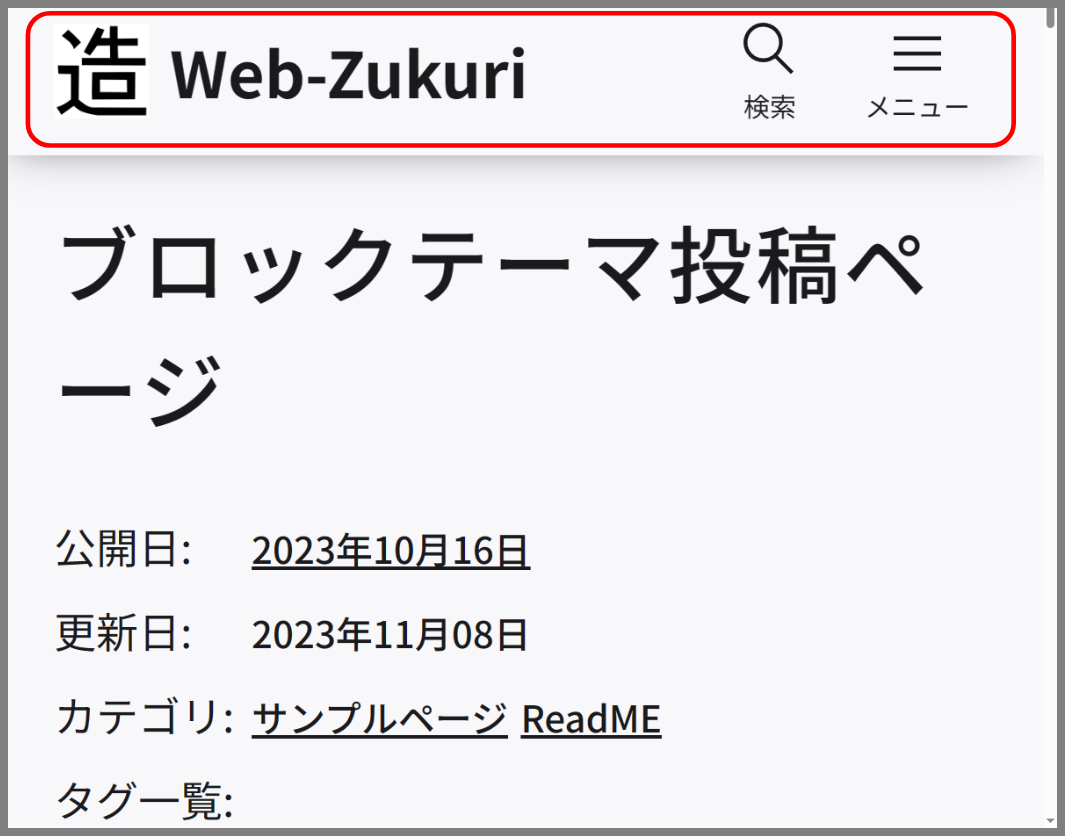 造 Web-Zukuri
検索 メニュー
ブロックテーマ投稿ペ
ージ
公開日: 2023年10月16日
更新日: 2023年11月08日
カテゴリ: サンプルページ ReadME
タグ一覧: